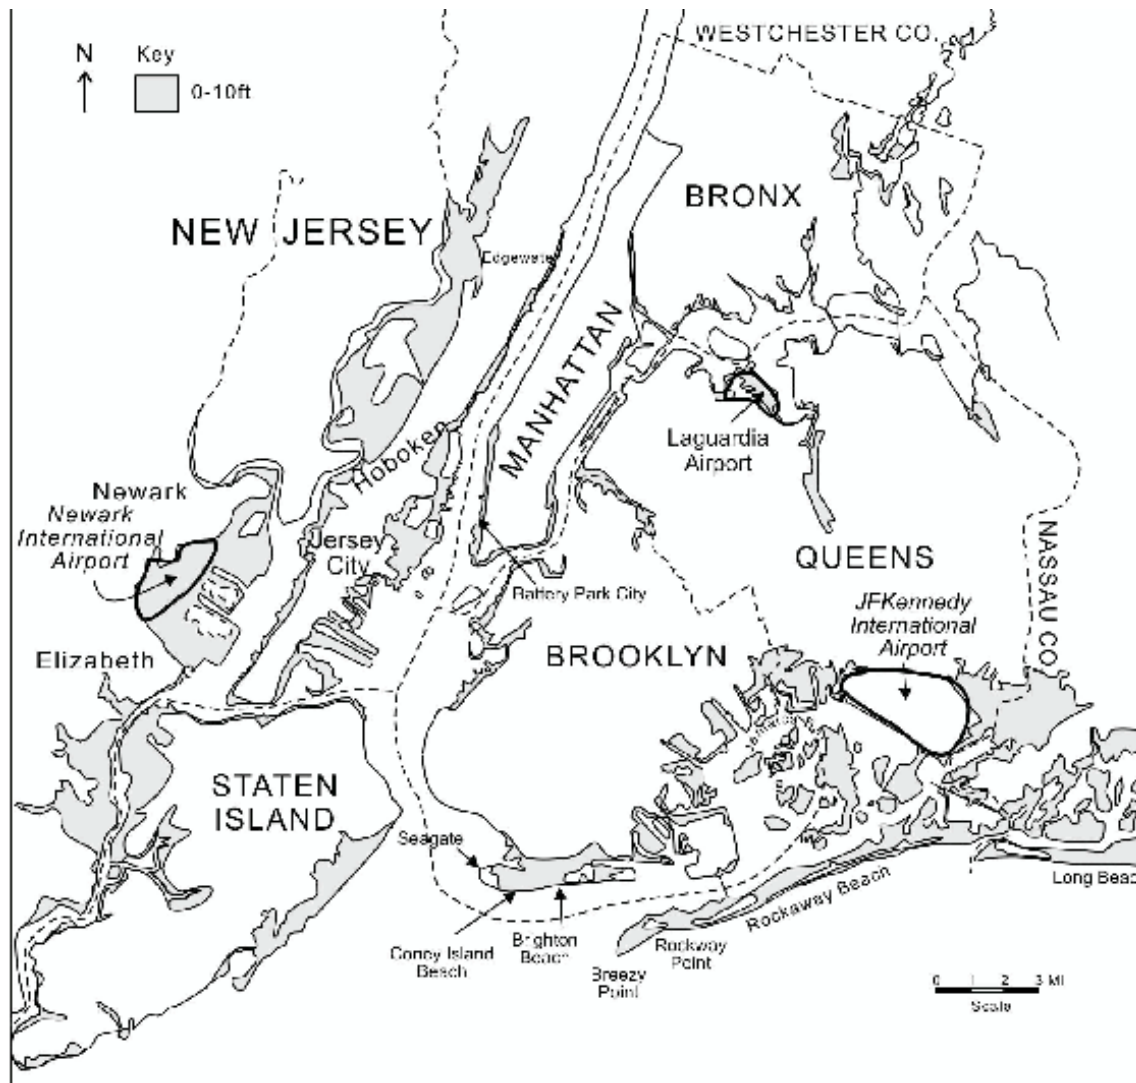 WESTCHESTER CO.
N
Key
0-10ft
BRONX
NEW JERSEY
Edgewater
MANHATTAN
Laguardia
Airport
Hoboken
Newark
Newark
International
Airport
Jersey
City
QUEENS
NASSAU CO.
Battery Park City
JFKennedy
International
Airport
Elizabeth
BROOKLYN
STATEN
ISLAND
Seagate
Coney Island
Beach
Brighton
Beach
Breezy
Point
Rockway
Point
Rockaway Beach
Long Beac
0 1 2 3 MI
Scale